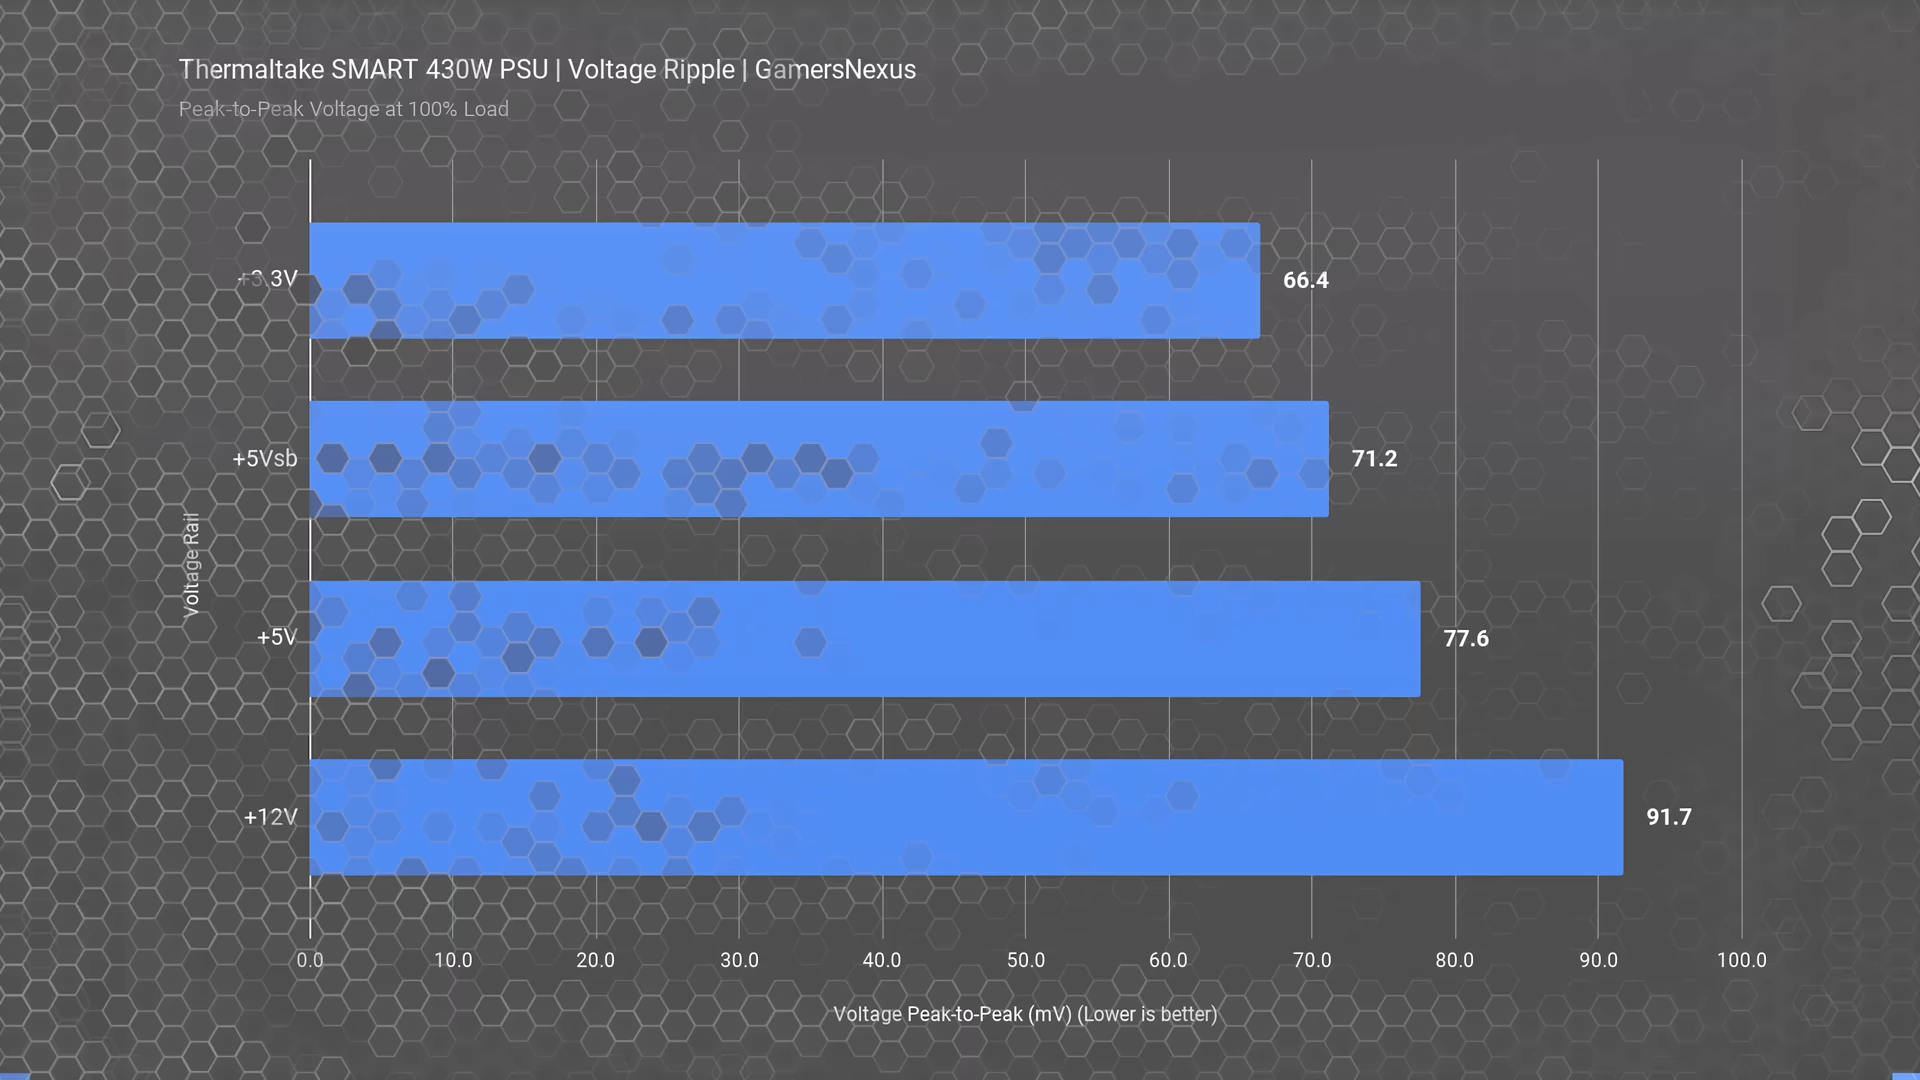 Thermaltake SMART 430W PSU | Voltage Ripple | GamersNexus
Peak-to-Peak Voltage at 100% Load
Voltage Rail
+3.3V
66.4
+5Vsb
71.2
+5V
77.6
+12V
91.7
0.0 10.0 20.0 30.0 40.0 50.0 60.0 70.0 80.0 90.0 100.0
Voltage Peak-to-Peak (mV) (Lower is better)